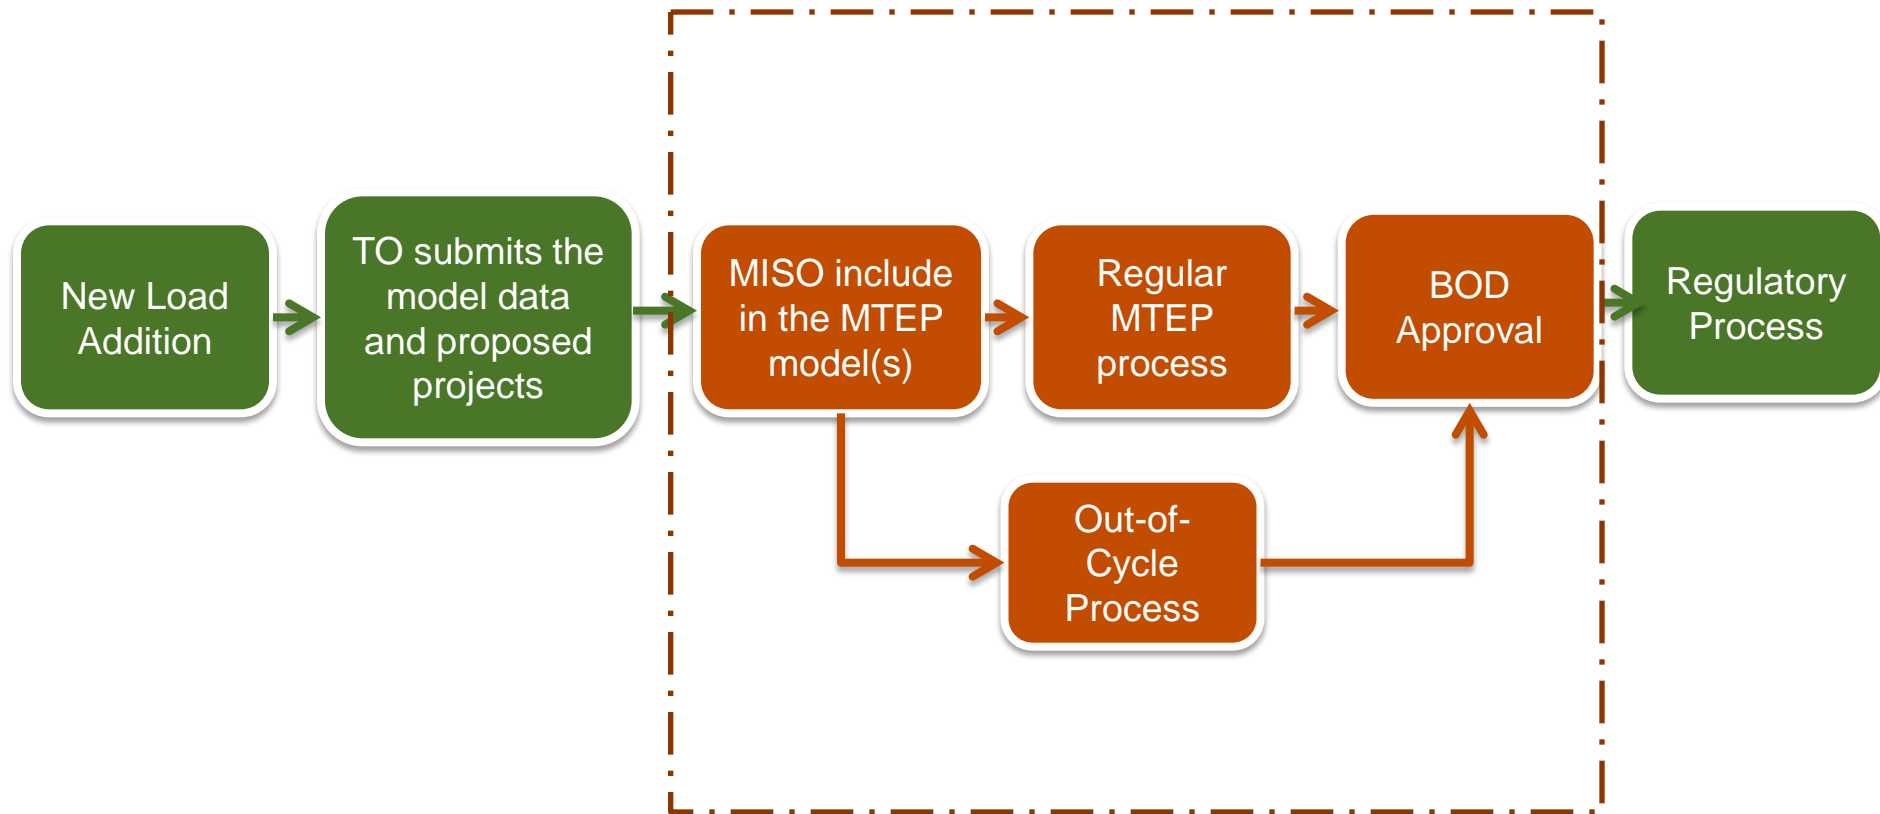 New Load
Addition
TO submits the
model data
and proposed
projects
MISO include
in the MTEP
model(s)
Regular
MTEP
process
BOD
Approval
Regulatory
Process
Out-of-
Cycle
Process